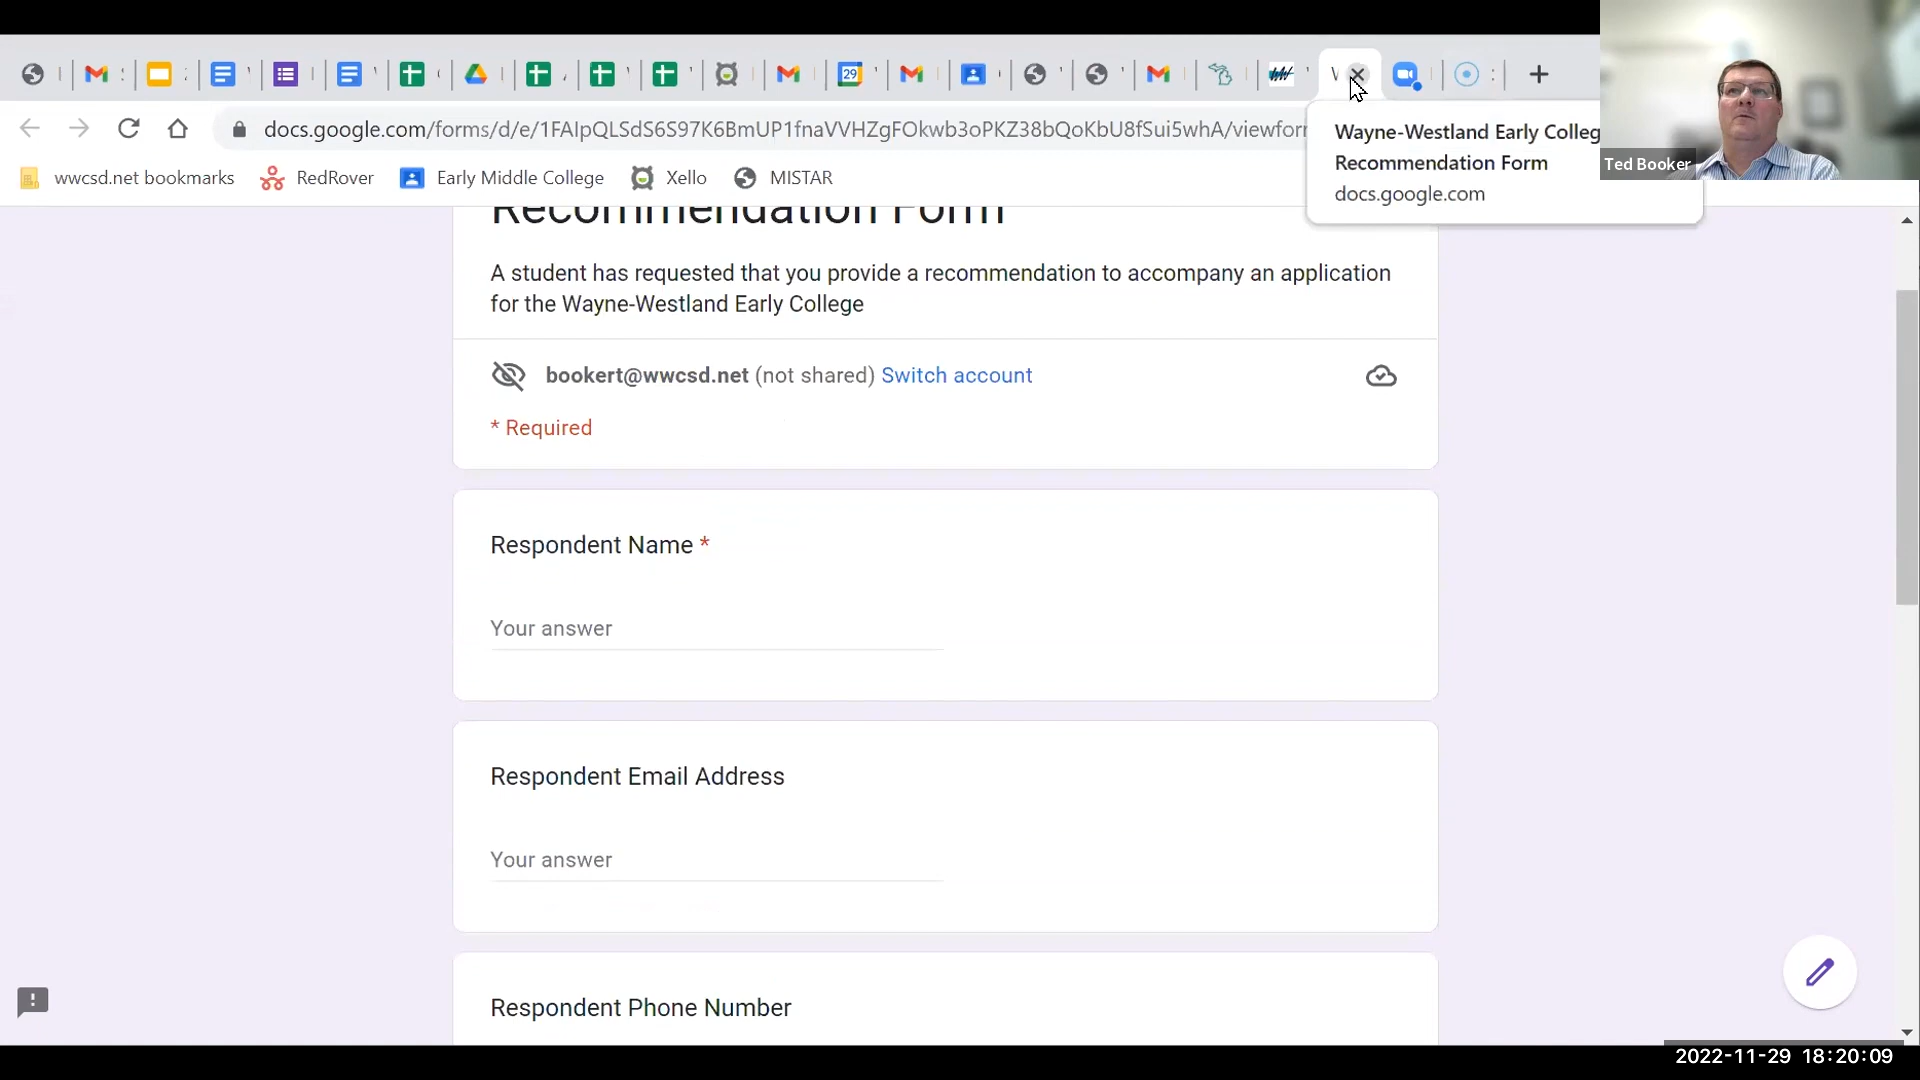 29
docs.google.com/forms/d/e/1FAIpQLSdS6S97K6BmUP1fnaVVHZgFOkwb3oPKZ38bQoKbU8fSui5whA/viewform
wwcsd.net bookmarks
RedRover
Early Middle College
Xello
MISTAR
Wayne-Westland Early Colleg
Recommendation Form
docs.google.com
Ted Booker
Recommendation Form
A student has requested that you provide a recommendation to accompany an application
for the Wayne-Westland Early College
bookert@wwcsd.net (not shared) Switch account
* Required
Respondent Name *
Your answer
Respondent Email Address
Your answer
Respondent Phone Number
2022-11-29 18:20:09